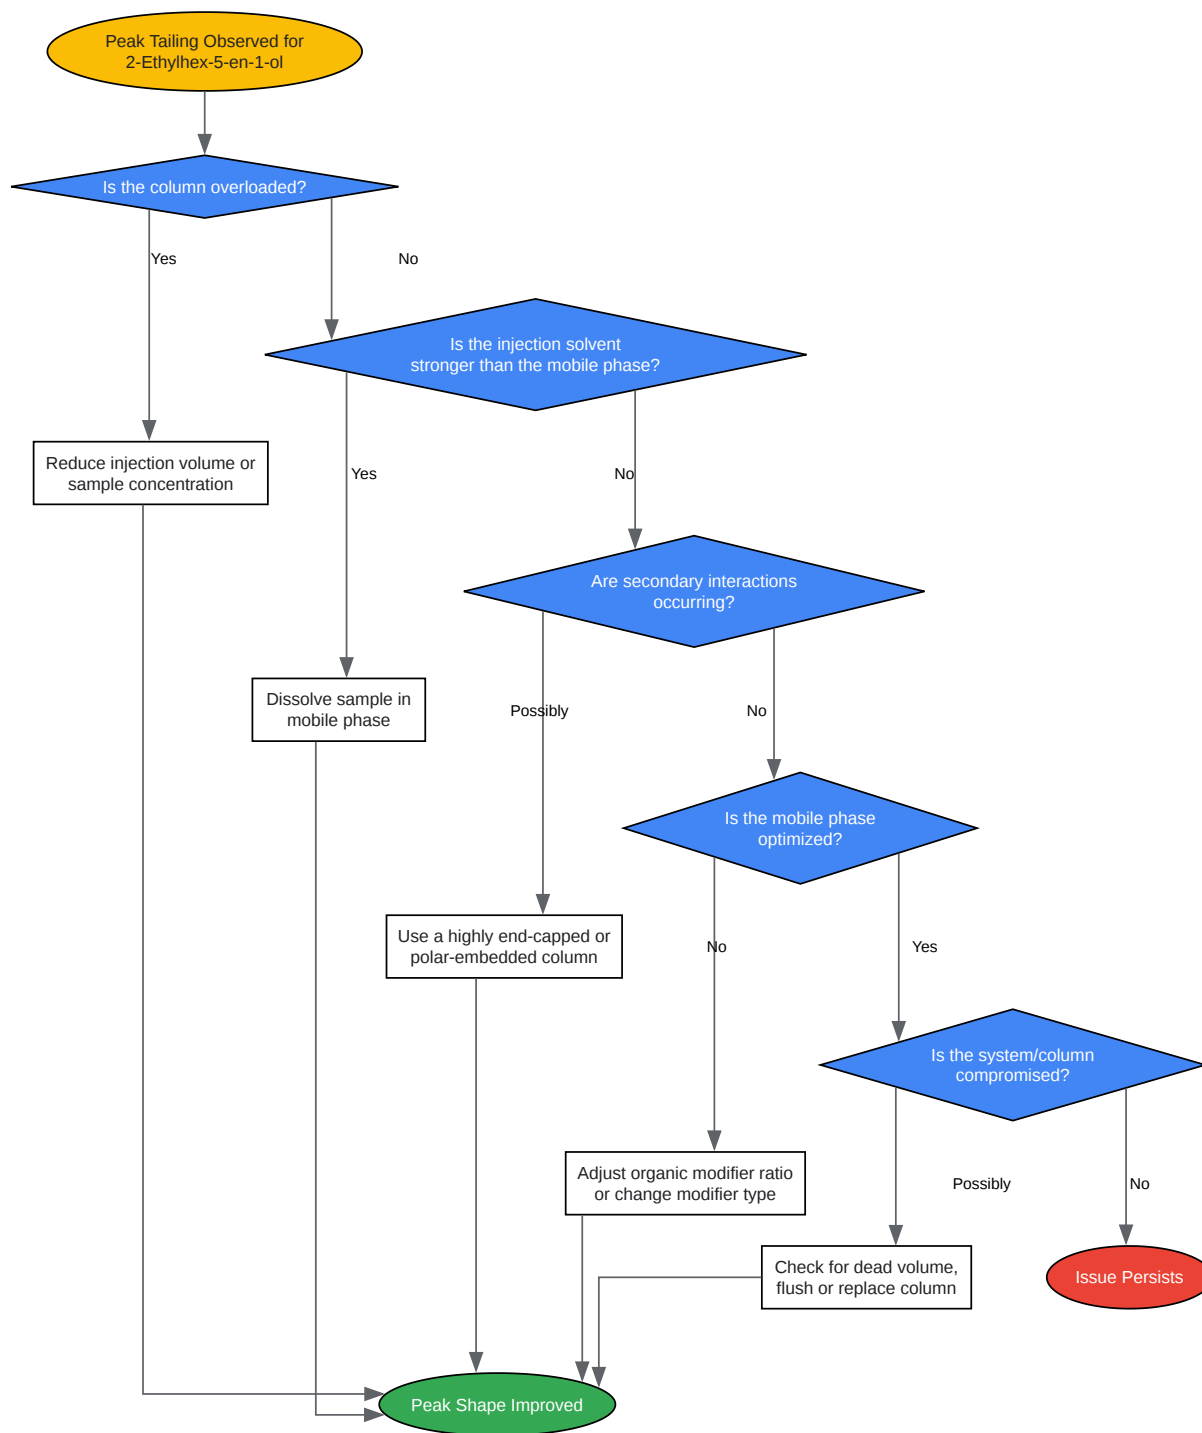 Peak Tailing Observed for
2-Ethylhex-5-en-1-ol
Is the column overloaded?
Yes
No
Is the injection solvent
stronger than the mobile phase?
Reduce injection volume or
sample concentration
Yes
No
Are secondary interactions
occurring?
Dissolve sample in
mobile phase
Possibly
No
Is the mobile phase
optimized?
Use a highly end-capped or
polar-embedded column
No
Yes
Is the system/column
compromised?
Adjust organic modifier ratio
or change modifier type
Possibly
No
Check for dead volume,
flush or replace column
Issue Persists
Peak Shape Improved